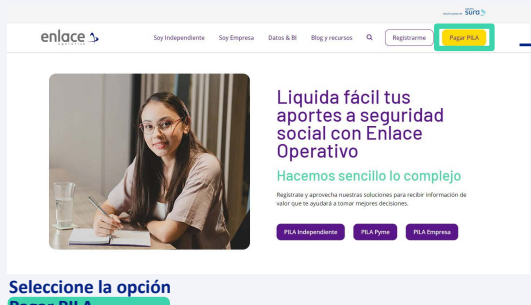 sura
enlace
operativo
Soy Independiente Soy Empresa Datos & BI Blog y recursos Registrarme Pagar PILA
Liquida fácil tus
aportes a seguridad
social con Enlace
Operativo
Hacemos sencillo lo complejo
Regístrate y aprovecha nuestras soluciones para recibir información de
valor que te ayudará a tomar mejores decisiones.
PILA Independiente PILA Pyme PILA Empresa
Seleccione la opción
Pagar PILA